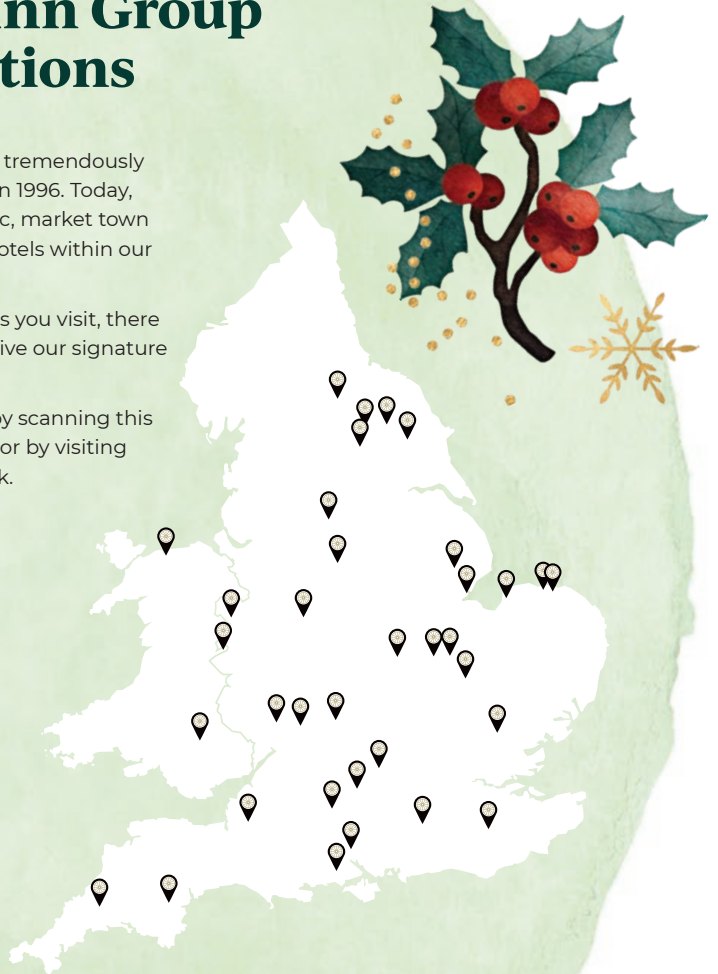 nn Group
tions
tremendously
n 1996. Today,
c, market town
otels within our
s you visit, there
ive our signature
by scanning this
or by visiting
k.